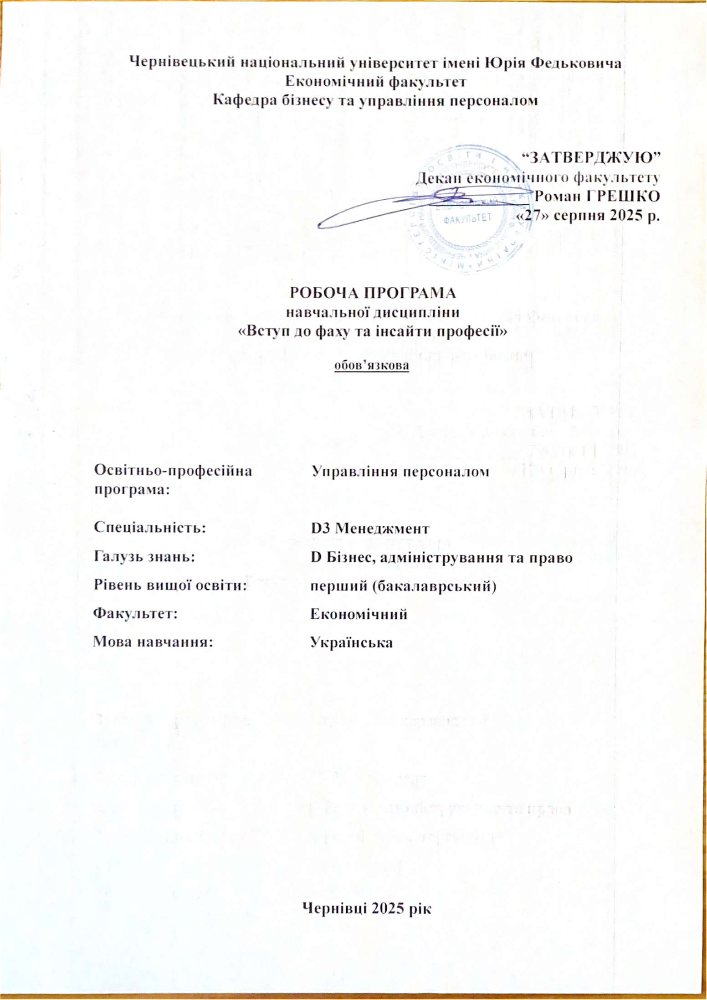 Чернівецький національний університет імені Юрія Федьковича
Економічний факультет
Кафедра бізнесу та управління персоналом
“ЗАТВЕРДЖУЮ”
Декан економічного факультету
Роман ГРЕШКО
«27» серпня 2025 р.
ФАКУЛЬТЕТ
РОБОЧА ПРОГРАМА
навчальної дисципліни
«Вступ до фаху та інсайти професії»
обов’язкова
Освітньо-професійна програма: Управління персоналом
Спеціальність: D3 Менеджмент
Галузь знань: D Бізнес, адміністрування та право
Рівень вищої освіти: перший (бакалаврський)
Факультет: Економічний
Мова навчання: Українська
Чернівці 2025 рік